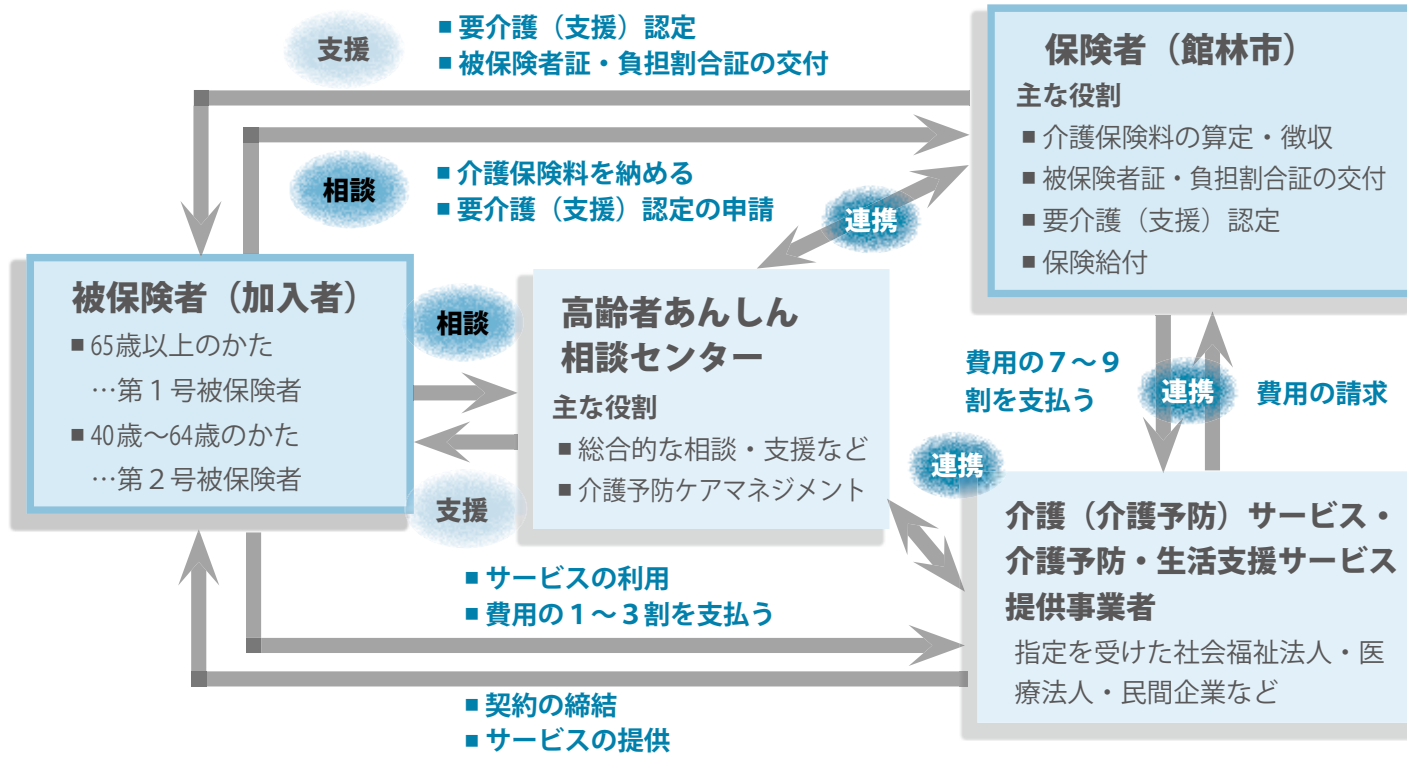 支援
■要介護（支援）認定
■被保険者証・負担割合証の交付
相談
■介護保険料を納める
■要介護（支援）認定の申請
連携
保険者（館林市）
主な役割
■介護保険料の算定・徴収
■被保険者証・負担割合証の交付
■要介護（支援）認定
■保険給付
被保険者（加入者）
■65歳以上のかた
…第１号被保険者
■40歳～64歳のかた
…第２号被保険者
相談
支援
高齢者あんしん
相談センター
主な役割
■総合的な相談・支援など
■介護予防ケアマネジメント
費用の７～９
割を支払う
連携
費用の請求
連携
介護（介護予防）サービス・
介護予防・生活支援サービス
提供事業者
指定を受けた社会福祉法人・医
療法人・民間企業など
■サービスの利用
■費用の１～３割を支払う
■契約の締結
■サービスの提供